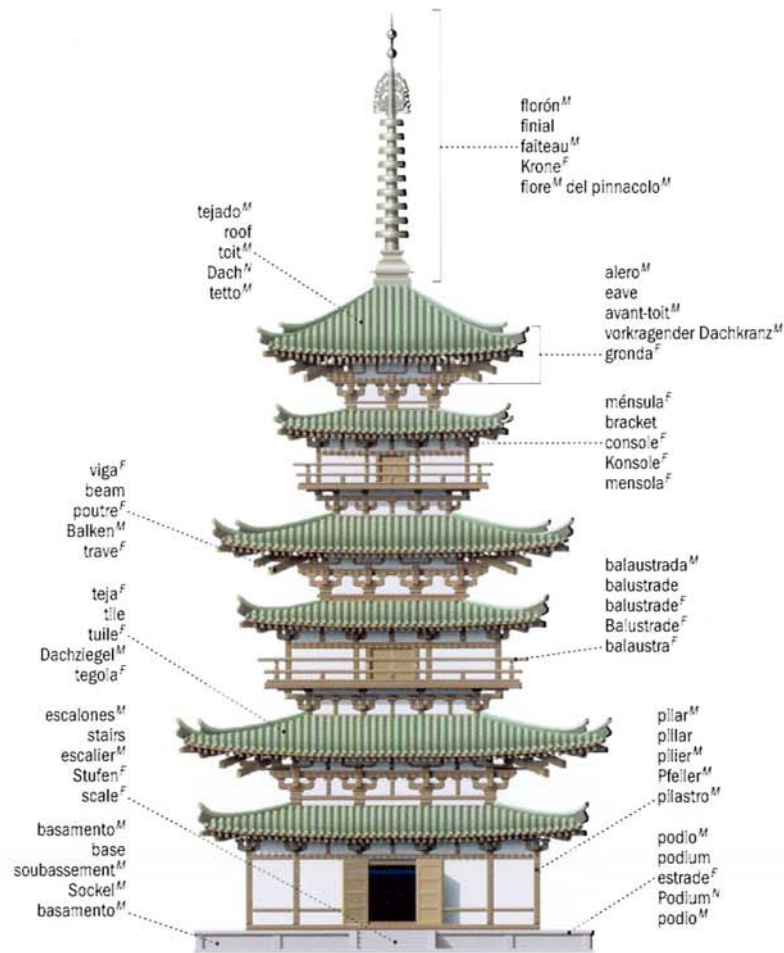 florónᴹ
finial
faîteauᴹ
Kroneᶠ
fioreᴹ del pinnacoloᴹ
tejadoᴹ
roof
toitᴹ
Dachᴺ
tettoᴹ
aleroᴹ
eave
avant-toitᴹ
vorkragender Dachkranzᴹ
grondaᶠ
ménsulaᶠ
bracket
consoleᶠ
Konsoleᶠ
mensolaᶠ
vigaᶠ
beam
poutreᶠ
Balkenᴹ
traveᶠ
balaustradaᴹ
balustrade
balustradeᶠ
Balustradeᶠ
balaustraᶠ
tejaᶠ
tile
tuileᶠ
Dachziegelᴹ
tegolaᶠ
escalonesᴹ
stairs
escalierᴹ
Stufenᶠ
scaleᶠ
pilarᴹ
pillar
pilierᴹ
Pfeilerᴹ
pilastroᴹ
basamentoᴹ
base
soubassementᴹ
Sockelᴹ
basamentoᴹ
podioᴹ
podium
estradeᶠ
Podiumᴺ
podioᴹ